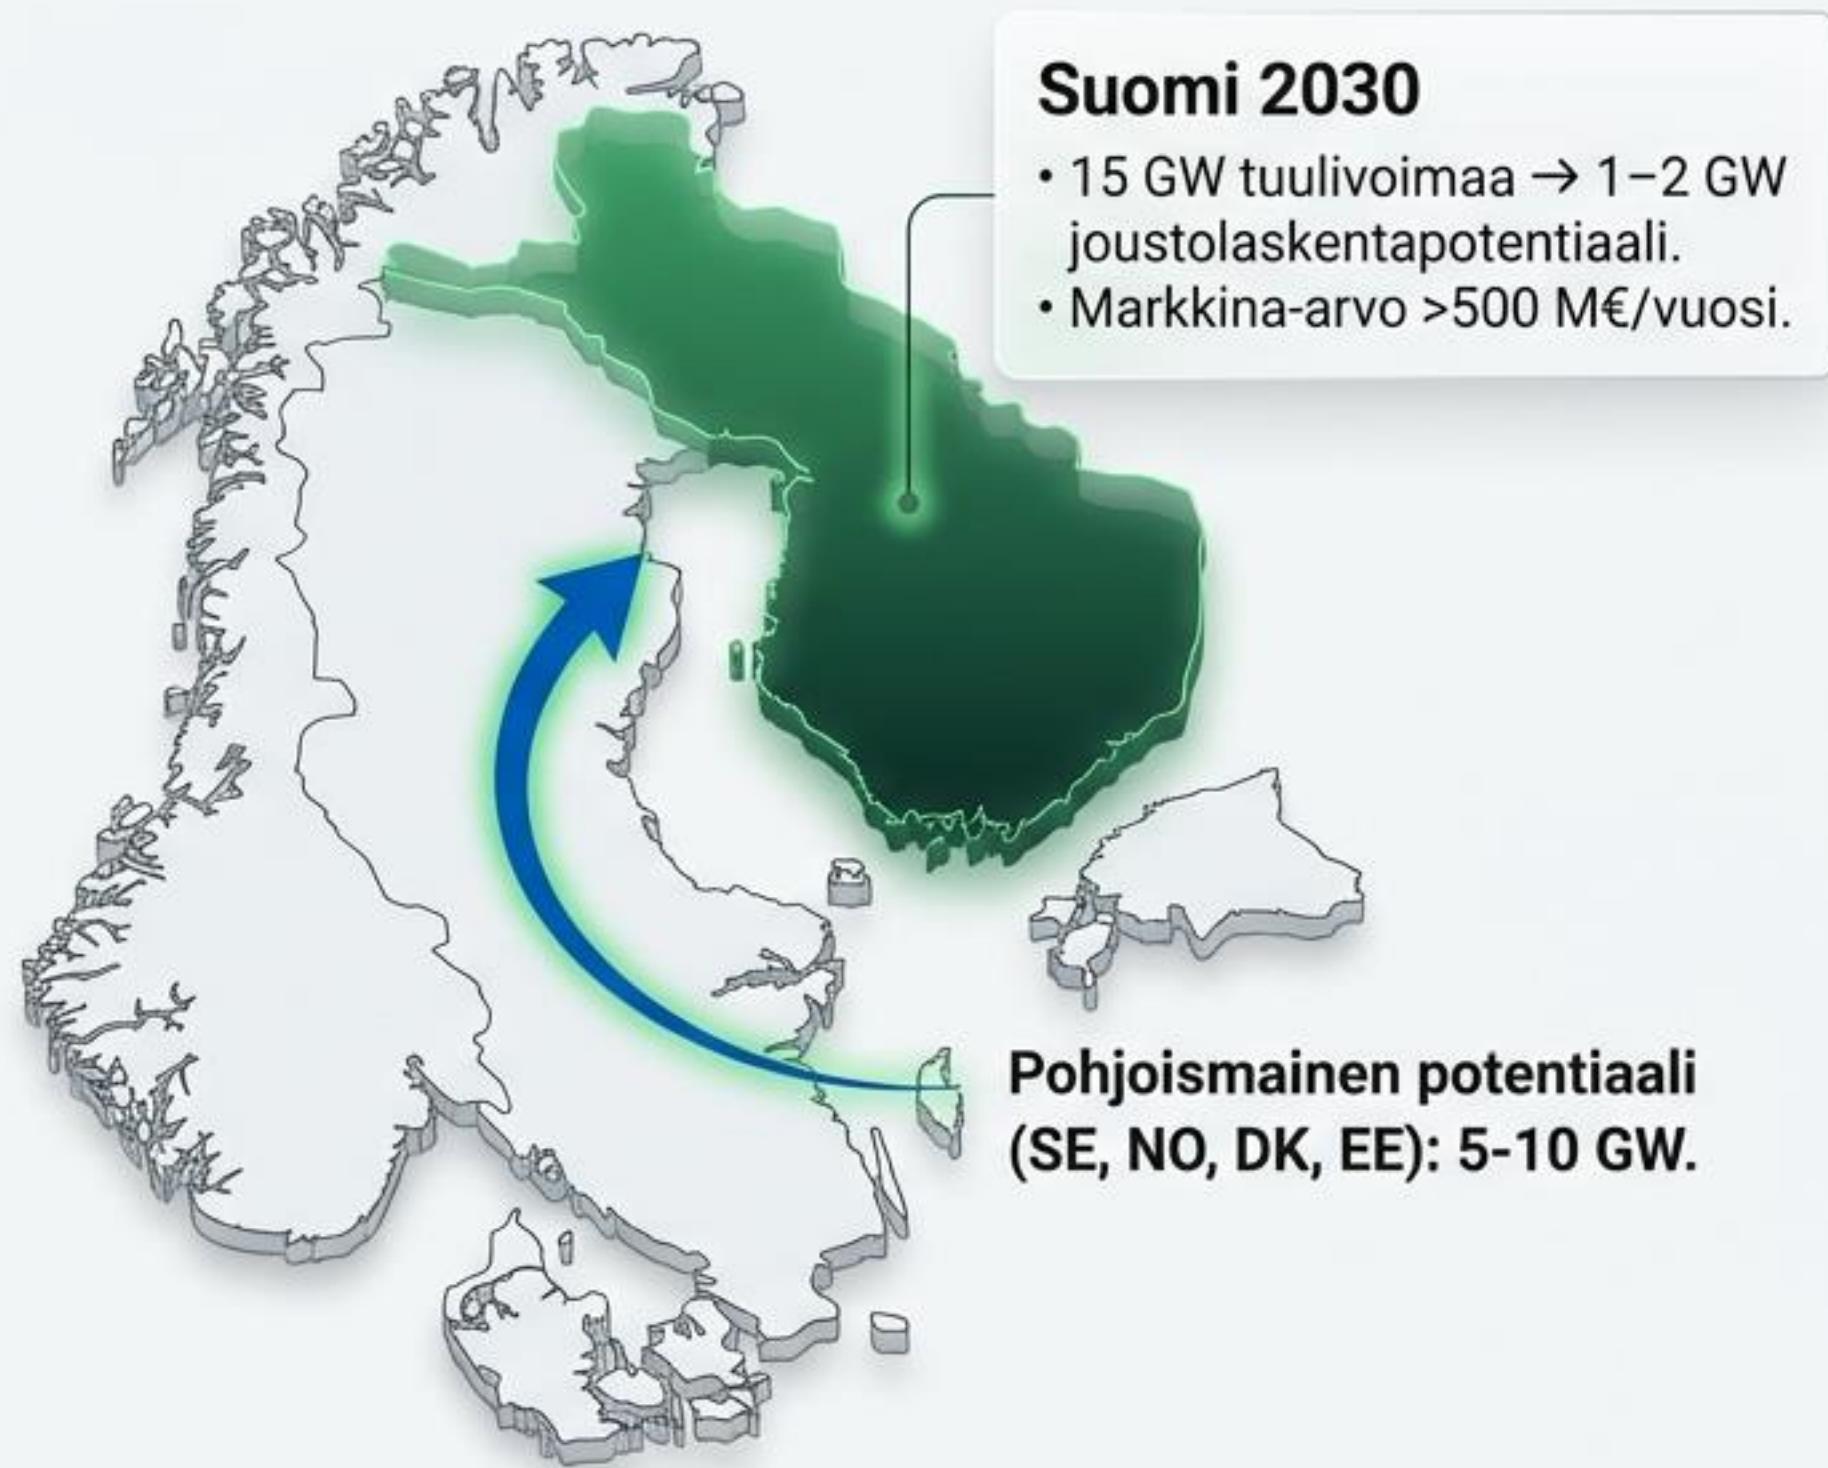 Suomi 2030
• 15 GW tuulivoimaa → 1–2 GW
joustolaskentapotentiaali.
• Markkina-arvo >500 M€/vuosi.
Pohjoismainen potentiaali
(SE, NO, DK, EE): 5-10 GW.